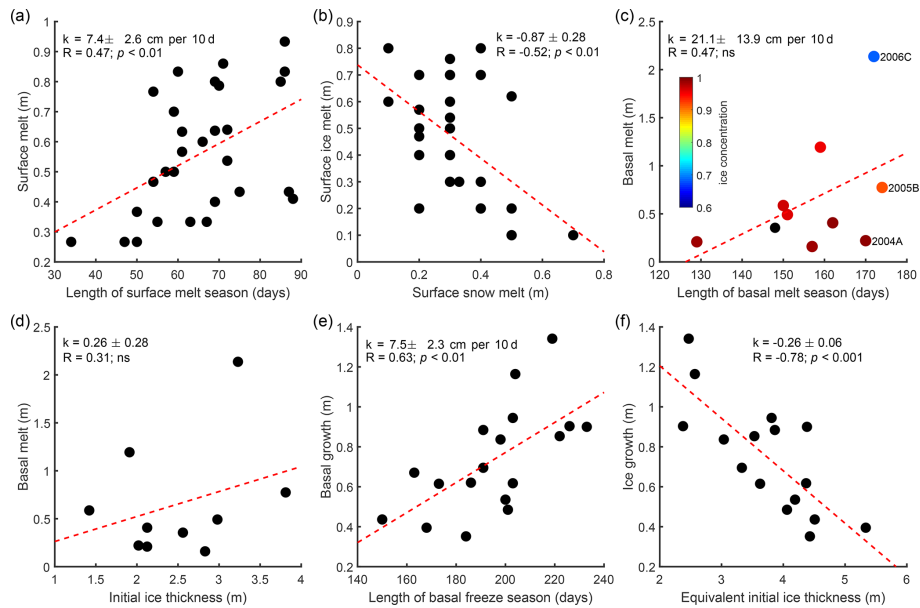 (a)
k = 7.4± 2.6 cm per 10 d
R = 0.47; p < 0.01
Surface melt (m)
1
0.9
0.8
0.7
0.6
0.5
0.4
0.3
0.2
30 40 50 60 70 80 90
Length of surface melt season (days)
(b)
k = -0.87 ± 0.28
R = -0.52; p < 0.01
Surface ice melt (m)
0.9
0.8
0.7
0.6
0.5
0.4
0.3
0.2
0.1
0
0 0.2 0.4 0.6 0.8
Surface snow melt (m)
(c)
k = 21.1± 13.9 cm per 10 d
R = 0.47; ns
2006C
2005B
2004A
1
0.9
0.8
0.7
0.6
ice concentration
Basal melt (m)
2.5
2
1.5
1
0.5
0
120 130 140 150 160 170 180
Length of basal melt season (days)
(d)
k = 0.26 ± 0.28
R = 0.31; ns
Basal melt (m)
2.5
2
1.5
1
0.5
0
1 1.5 2 2.5 3 3.5 4
Initial ice thickness (m)
(e)
k = 7.5± 2.3 cm per 10 d
R = 0.63; p < 0.01
Basal growth (m)
1.4
1.2
1
0.8
0.6
0.4
0.2
140 160 180 200 220 240
Length of basal freeze season (days)
(f)
k = -0.26 ± 0.06
R = -0.78; p < 0.001
Ice growth (m)
1.4
1.2
1
0.8
0.6
0.4
0.2
2 3 4 5 6
Equivalent initial ice thickness (m)